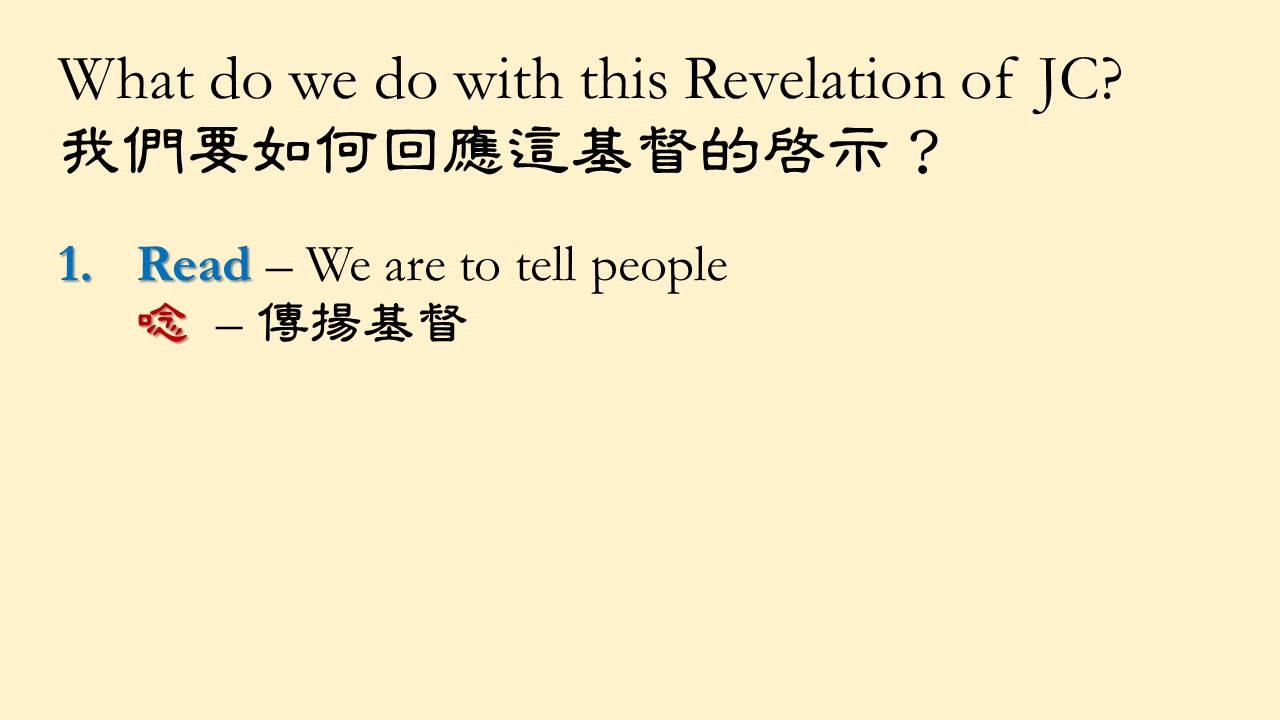 What do we do with this Revelation of JC?
我們要如何回應這基督的啓示？
1. Read – We are to tell people
唸 – 傳揚基督